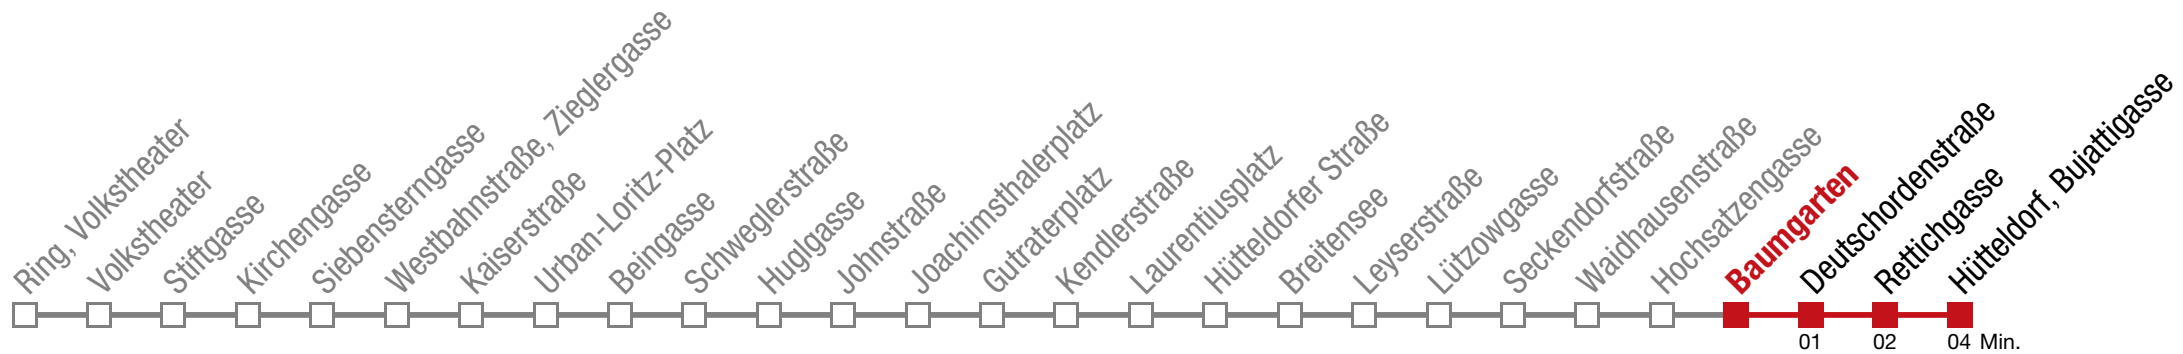 Ring, Volkstheater
Volkstheater
Stiftgasse
Kirchengasse
Siebensterngasse
Westbahnstraße, Zieglergasse
Kaiserstraße
Urban-Loritz-Platz
Beingasse
Schweglerstraße
Huglgasse
Johnstraße
Joachimsthalerplatz
Gutraterplatz
Kendlerstraße
Laurentiusplatz
Hütteldorfer Straße
Breitensee
Leyserstraße
Lützowgasse
Seckendorfstraße
Waidhausenstraße
Hochsatzengasse
Baumgarten
Deutschordenstraße
Rettichgasse
Hütteldorf, Bujattigasse
01 02 04 Min.